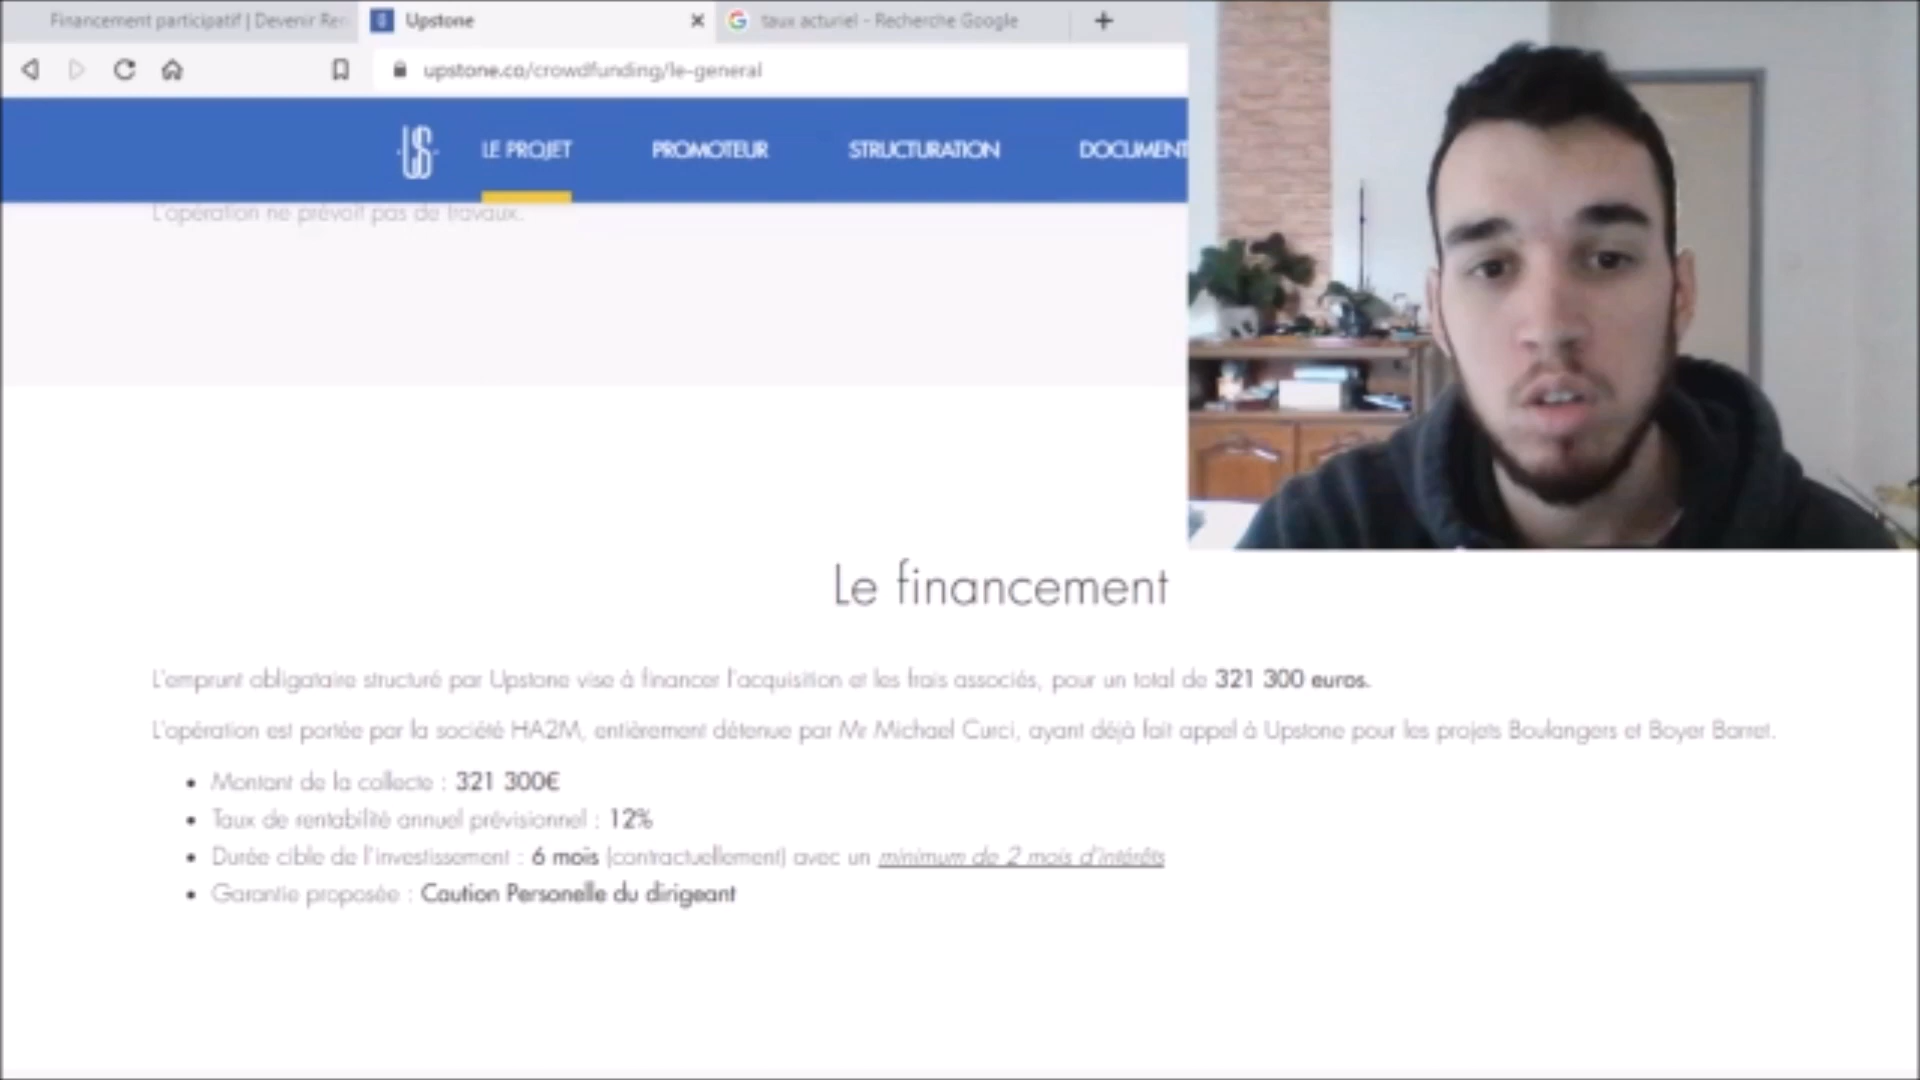 Financement participatif | Devenir Ren
Upstone
taux acturiel - Recherche Google
upstone.co/crowdfunding/le-general
US
LE PROJET
PROMOTEUR
STRUCTURATION
DOCUMENT
L'opération ne prévoit pas de travaux.
Le financement
L'emprunt obligataire structuré par Upstone vise à financer l'acquisition et les frais associés, pour un total de 321 300 euros.
L'opération est portée par la société HA2M, entièrement détenue par Mr Michael Curci, ayant déjà fait appel à Upstone pour les projets Boulangers et Boyer Barret.
• Montant de la collecte : 321 300€
• Taux de rentabilité annuel prévisionnel : 12%
• Durée cible de l'investissement : 6 mois (contractuellement) avec un minimum de 2 mois d'intérêts
• Garantie proposée : Caution Personelle du dirigeant